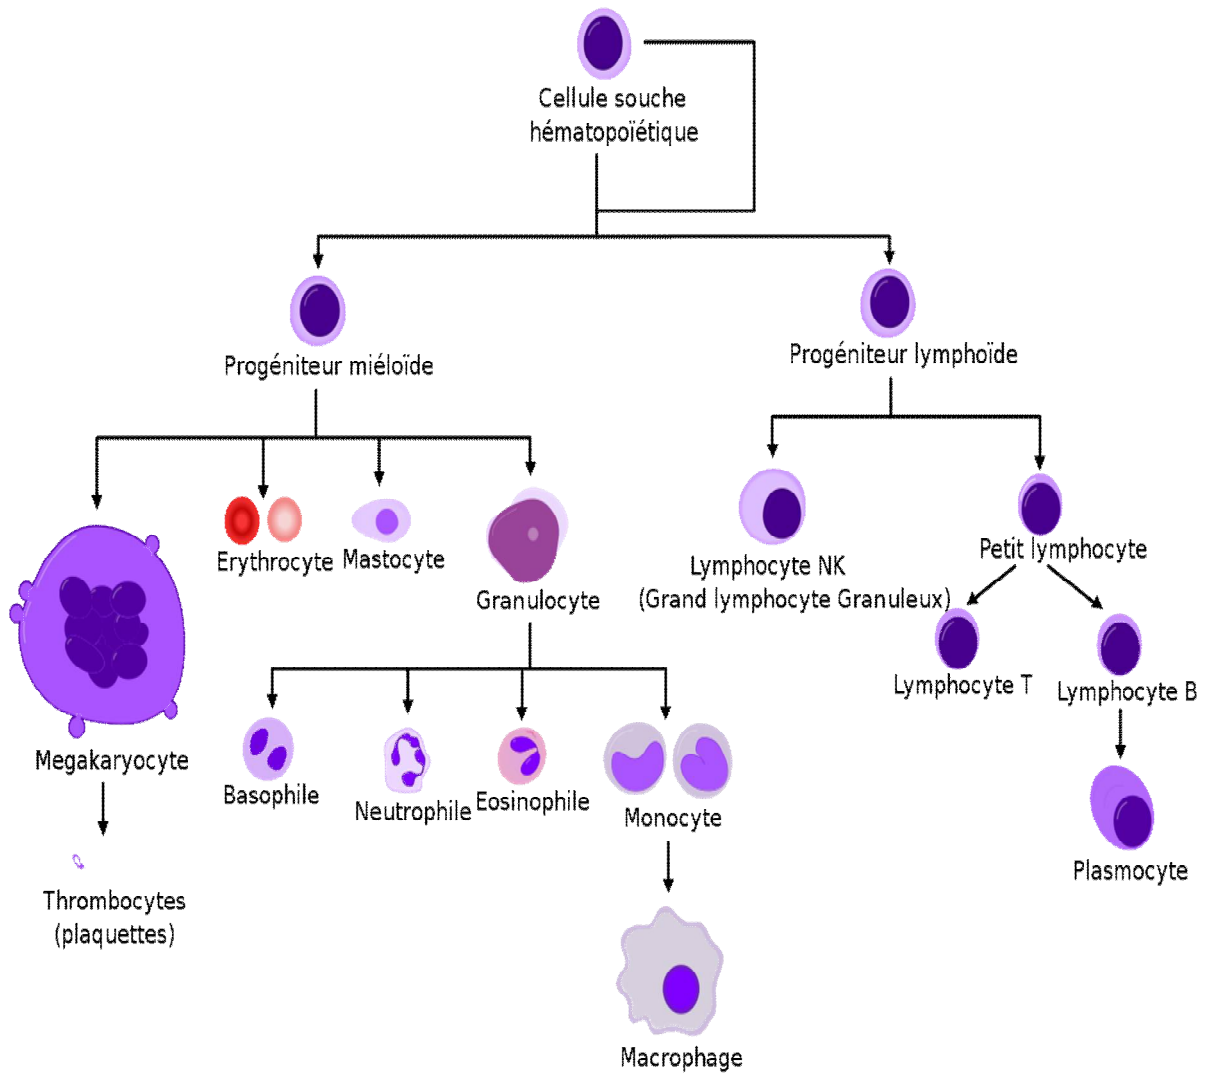 Cellule souche
hématopoïétique
Progéniteur miéloïde
Progéniteur lymphoïde
Erythrocyte
Mastocyte
Granulocyte
Lymphocyte NK
(Grand lymphocyte Granuleux)
Petit lymphocyte
Lymphocyte T
Lymphocyte B
Megakaryocyte
Basophile
Neutrophile
Eosinophile
Monocyte
Plasmocyte
Thrombocytes
(plaquettes)
Macrophage